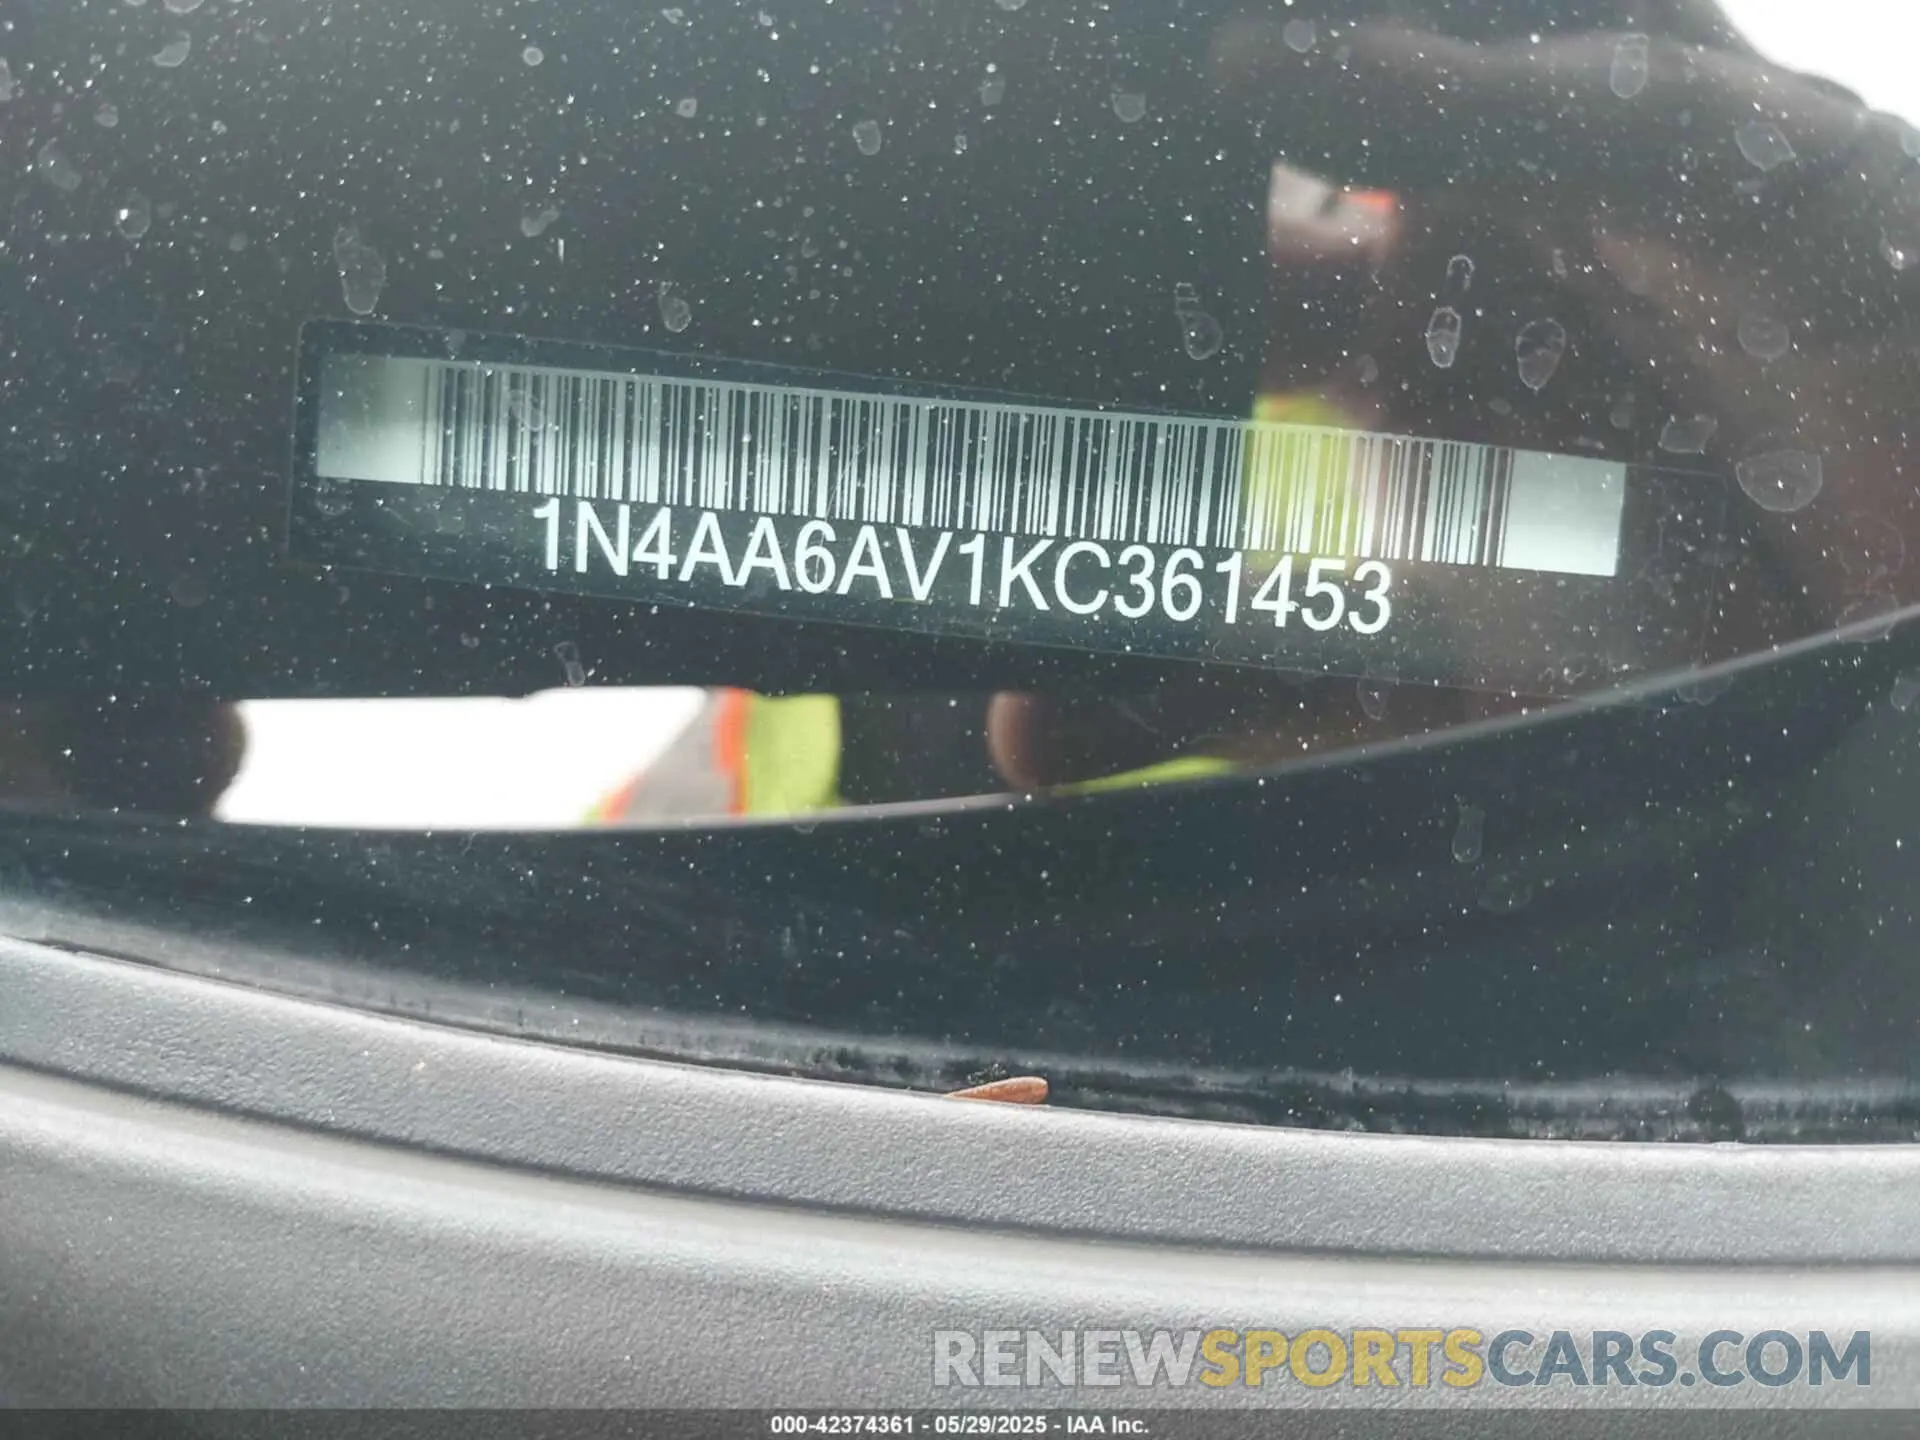 1N4AA6AV1KC361453
RENEWSPORTSCARS.COM
000-42374361 - 05/29/2025 - IAA Inc.